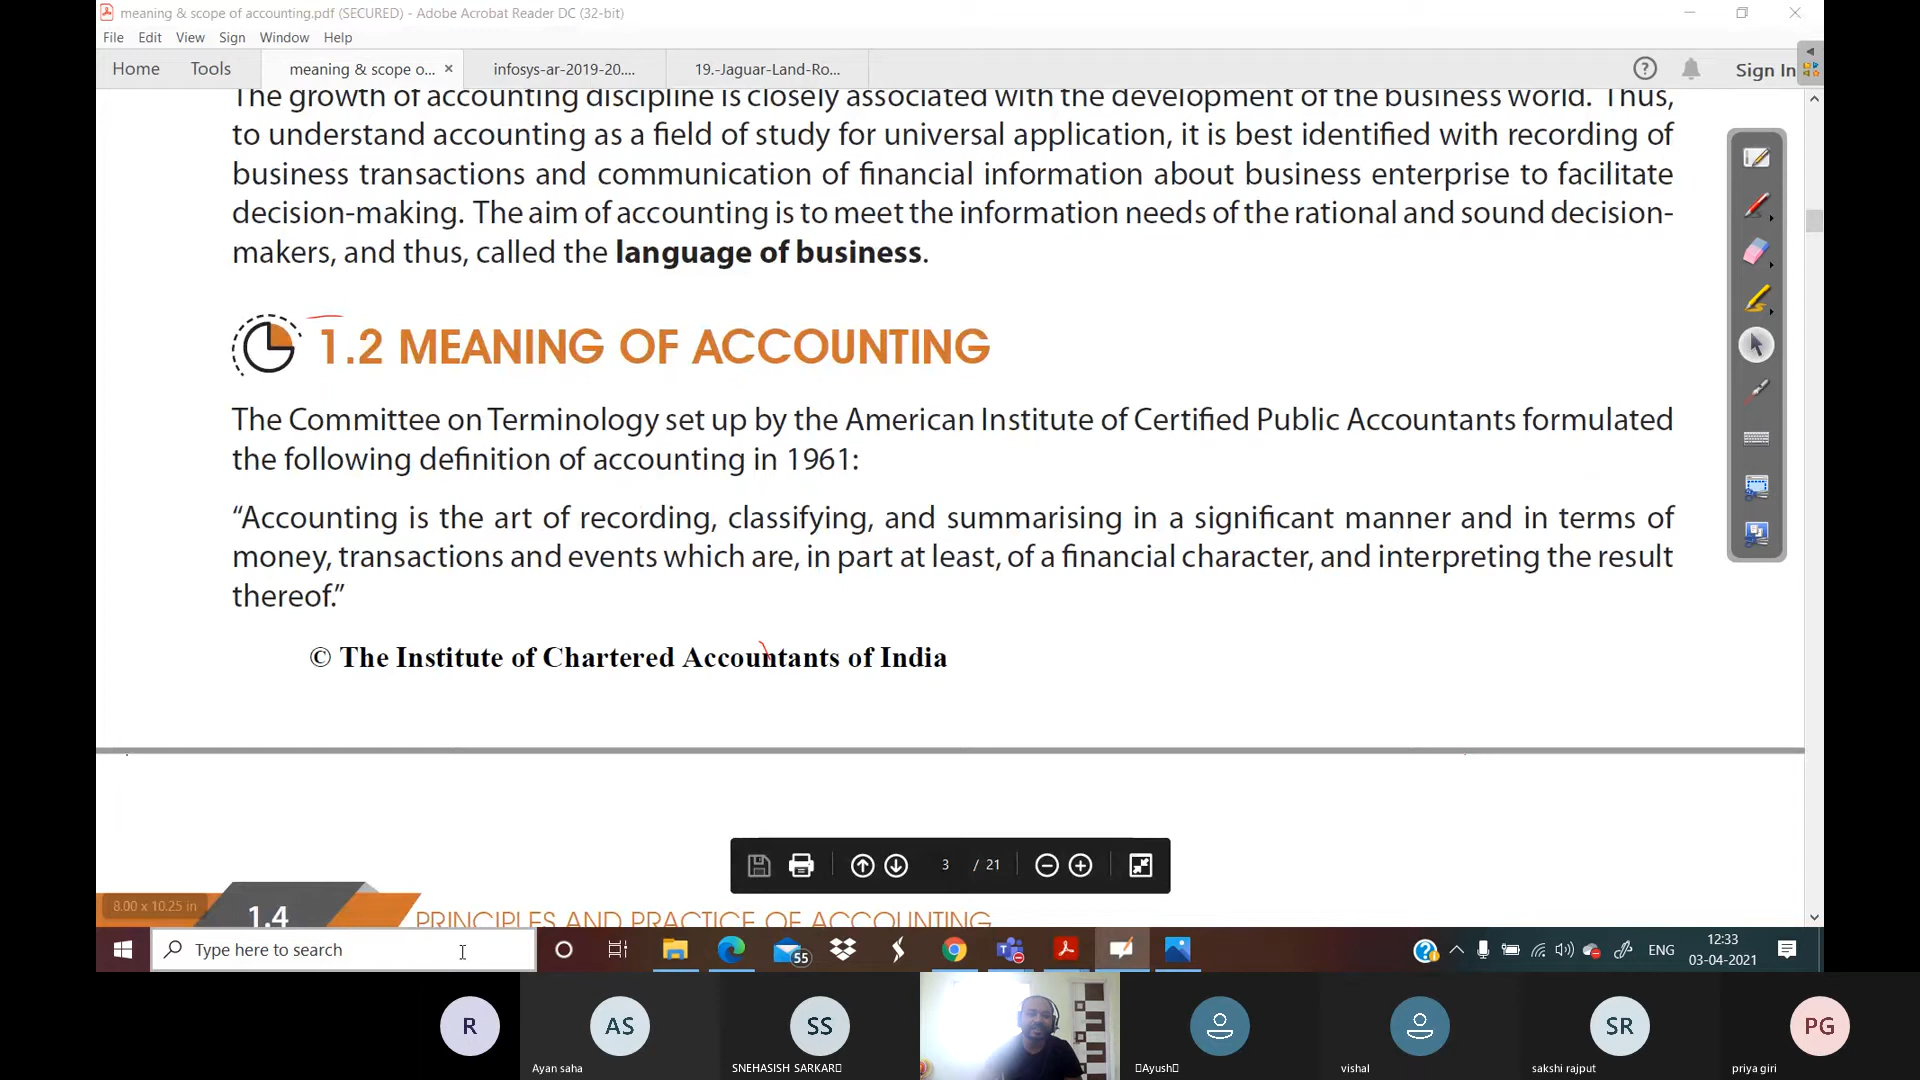 meaning & scope of accounting.pdf (SECURED) - Adobe Acrobat Reader DC (32-bit)
File Edit View Sign Window Help
Home Tools meaning & scope o... × infosys-ar-2019-20.... 19.-Jaguar-Land-Ro... Sign In
The growth of accounting discipline is closely associated with the development of the business world. Thus,
to understand accounting as a field of study for universal application, it is best identified with recording of
business transactions and communication of financial information about business enterprise to facilitate
decision-making. The aim of accounting is to meet the information needs of the rational and sound decision-
makers, and thus, called the language of business.
1.2 MEANING OF ACCOUNTING
The Committee on Terminology set up by the American Institute of Certified Public Accountants formulated
the following definition of accounting in 1961:
“Accounting is the art of recording, classifying, and summarising in a significant manner and in terms of
money, transactions and events which are, in part at least, of a financial character, and interpreting the result
thereof.”
© The Institute of Chartered Accountants of India
3 / 21
8.00 x 10.25 in
1.4 PRINCIPLES AND PRACTICE OF ACCOUNTING
Type here to search
55
ENG
12:33
03-04-2021
R AS SS SR PG
Ayan saha SNEHASISH SARKAR Ayush vishal sakshi rajput priya giri